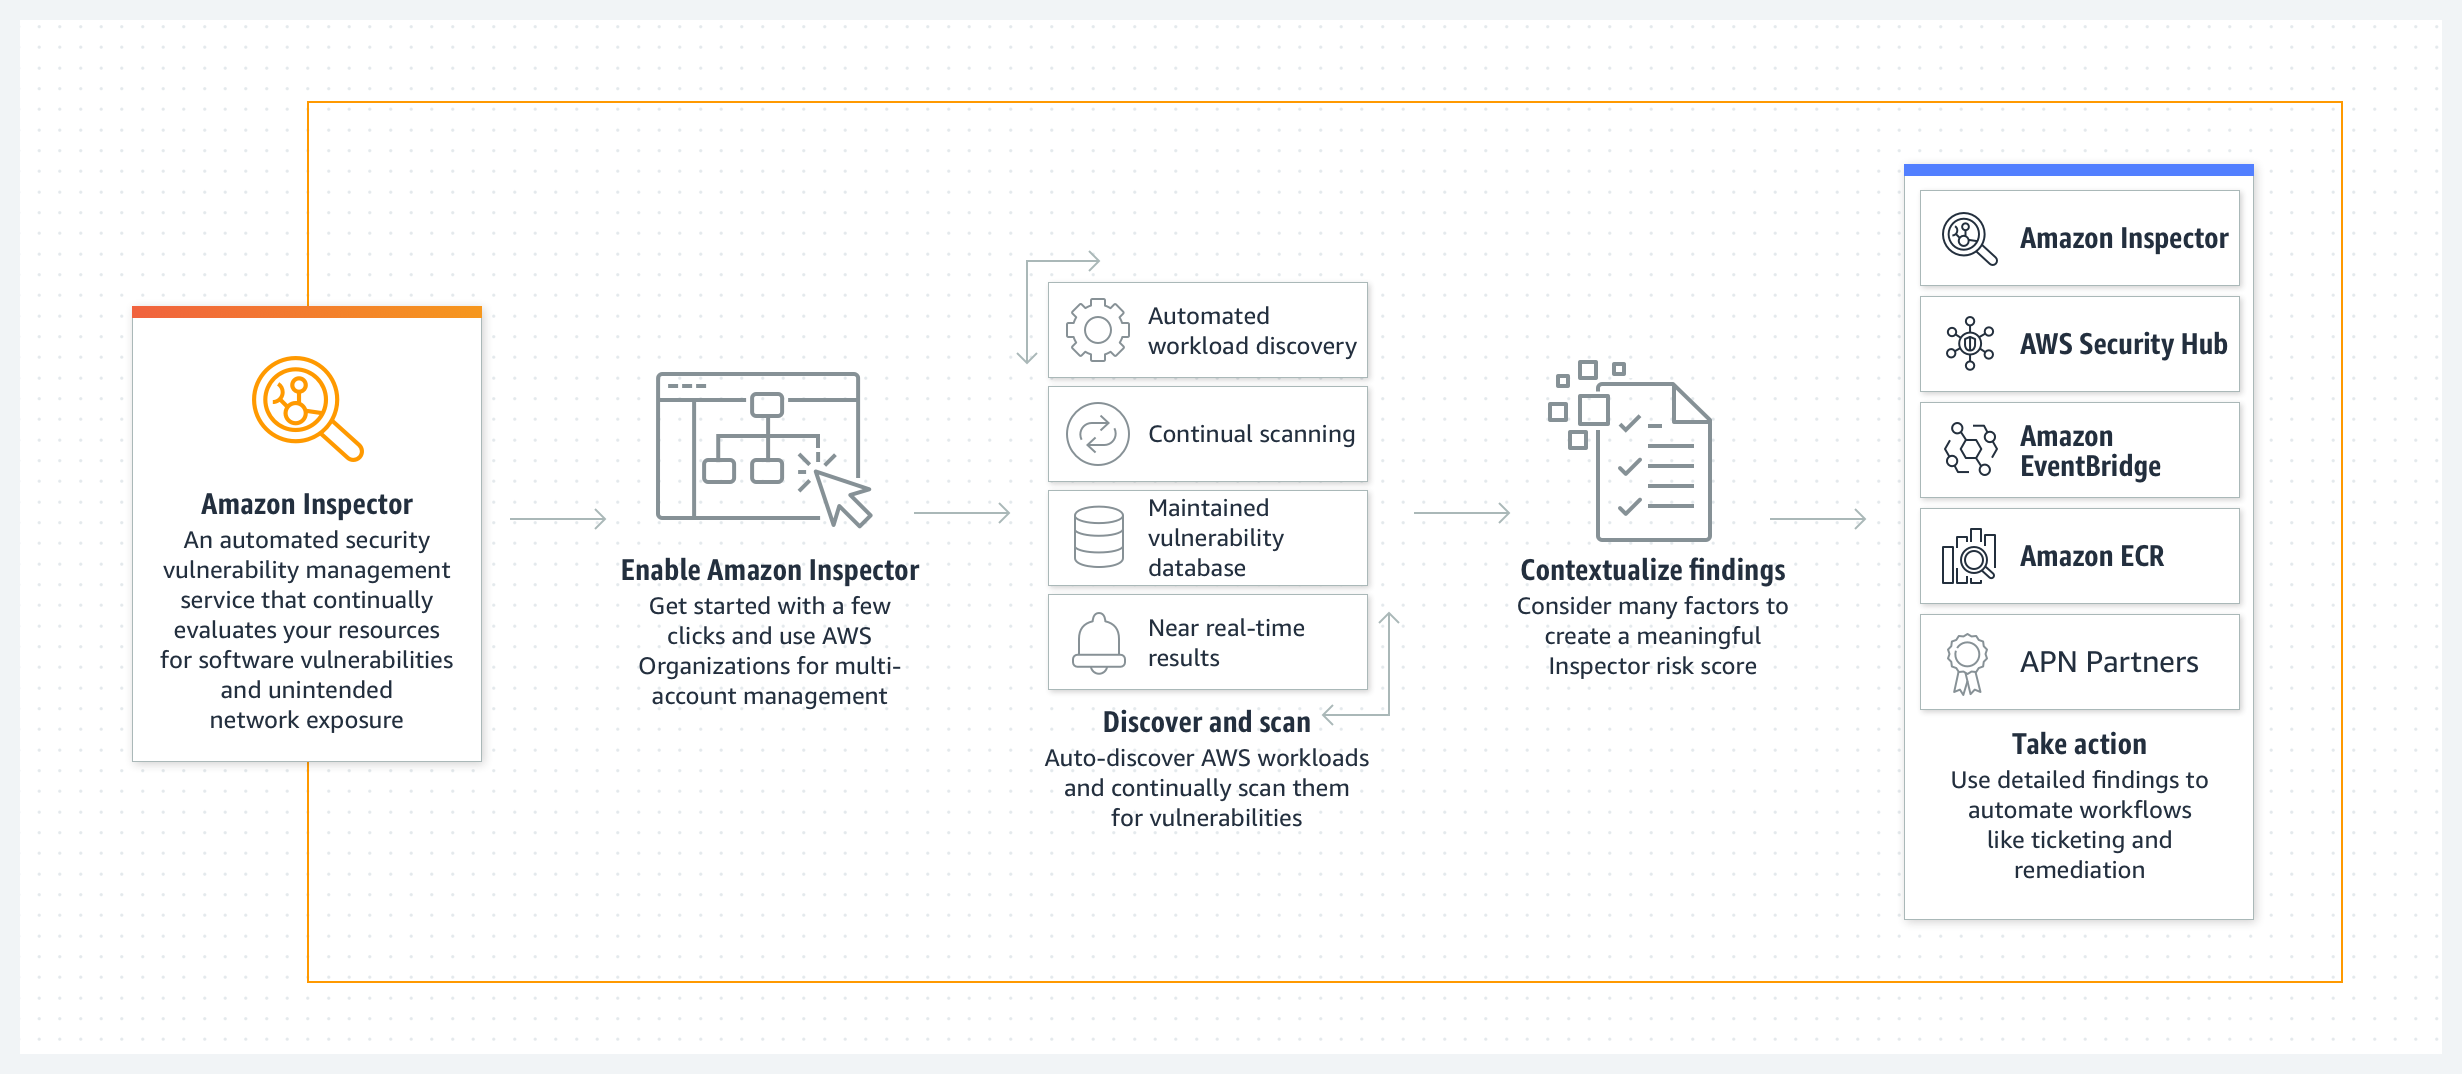 Amazon Inspector
An automated security
vulnerability management
service that continually
evaluates your resources
for software vulnerabilities
and unintended
network exposure
Enable Amazon Inspector
Get started with a few
clicks and use AWS
Organizations for multi-
account management
Automated
workload discovery
Continual scanning
Maintained
vulnerability
database
Near real-time
results
Discover and scan
Auto-discover AWS workloads
and continually scan them
for vulnerabilities
Contextualize findings
Consider many factors to
create a meaningful
Inspector risk score
Amazon Inspector
AWS Security Hub
Amazon
EventBridge
Amazon ECR
APN Partners
Take action
Use detailed findings to
automate workflows
like ticketing and
remediation